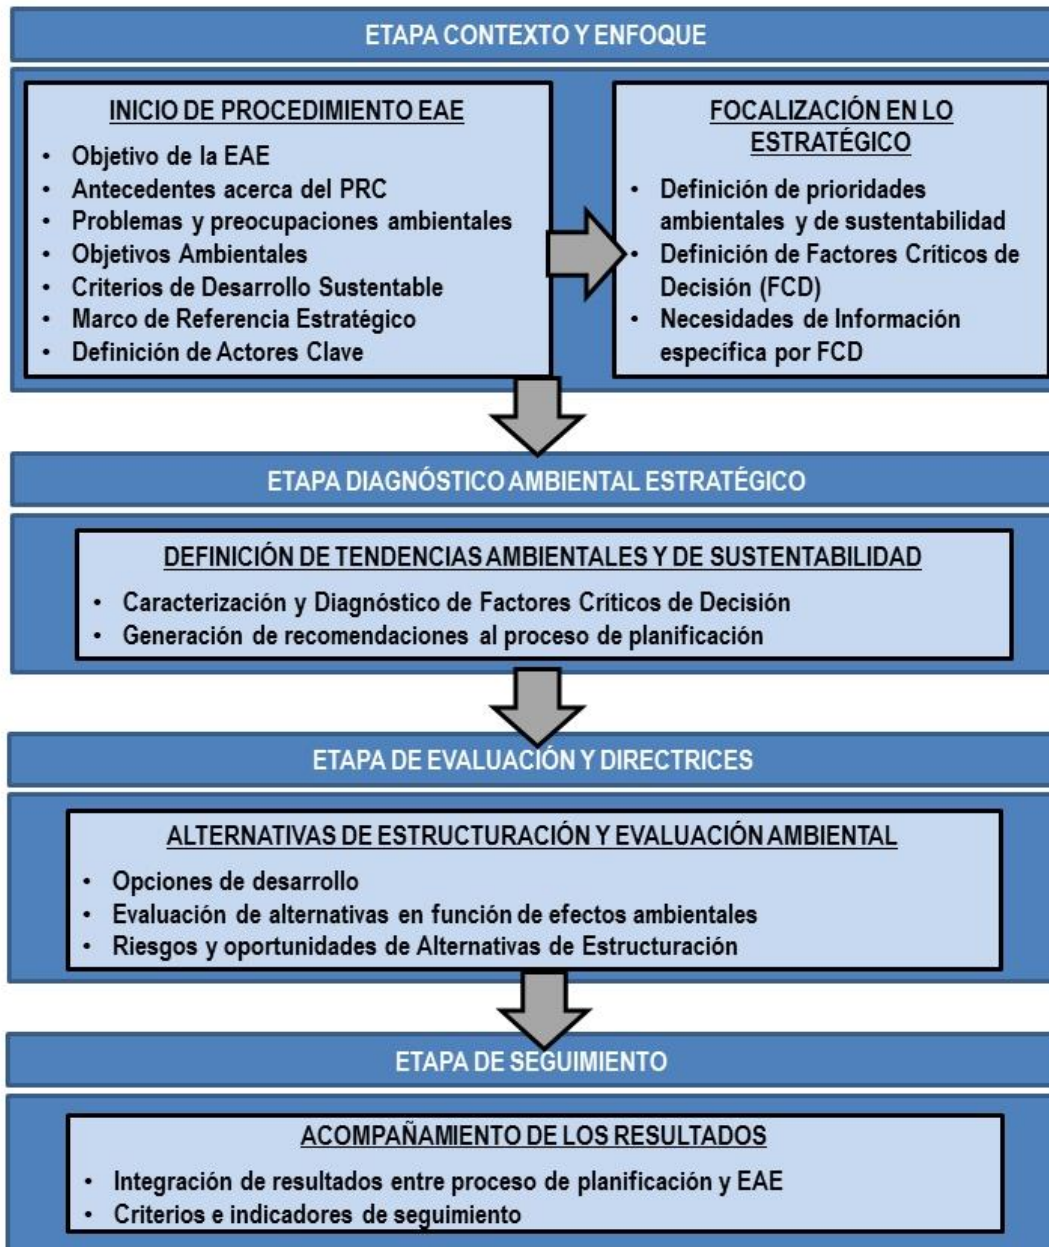 ETAPA CONTEXTO Y ENFOQUE
INICIO DE PROCEDIMIENTO EAE
• Objetivo de la EAE
• Antecedentes acerca del PRC
• Problemas y preocupaciones ambientales
• Objetivos Ambientales
• Criterios de Desarrollo Sustentable
• Marco de Referencia Estratégico
• Definición de Actores Clave
FOCALIZACIÓN EN LO
ESTRATÉGICO
• Definición de prioridades
ambientales y de sustentabilidad
• Definición de Factores Críticos de
Decisión (FCD)
• Necesidades de Información
específica por FCD
ETAPA DIAGNÓSTICO AMBIENTAL ESTRATÉGICO
DEFINICIÓN DE TENDENCIAS AMBIENTALES Y DE SUSTENTABILIDAD
• Caracterización y Diagnóstico de Factores Críticos de Decisión
• Generación de recomendaciones al proceso de planificación
ETAPA DE EVALUACIÓN Y DIRECTRICES
ALTERNATIVAS DE ESTRUCTURACIÓN Y EVALUACIÓN AMBIENTAL
• Opciones de desarrollo
• Evaluación de alternativas en función de efectos ambientales
• Riesgos y oportunidades de Alternativas de Estructuración
ETAPA DE SEGUIMIENTO
ACOMPAÑAMIENTO DE LOS RESULTADOS
• Integración de resultados entre proceso de planificación y EAE
• Criterios e indicadores de seguimiento